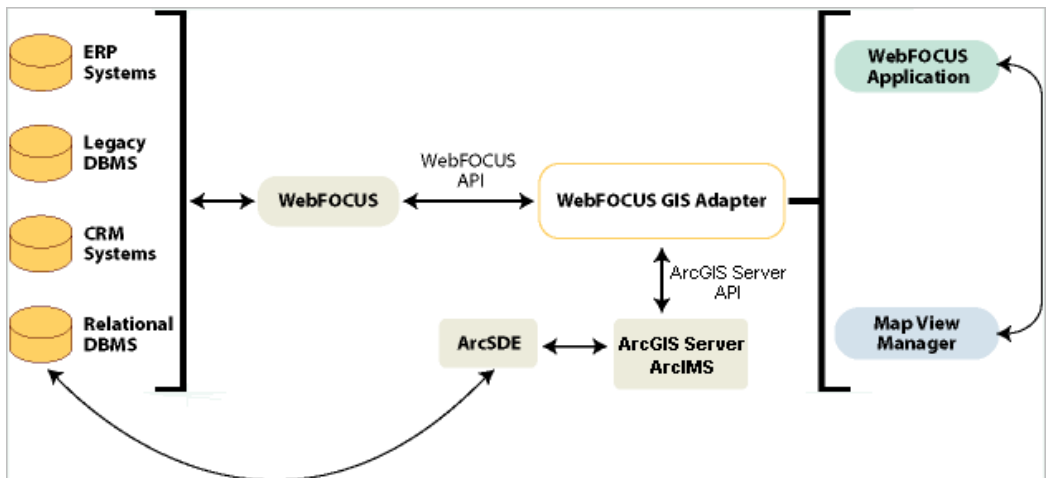 ERP
Systems
Legacy
DBMS
CRM
Systems
Relational
DBMS
WebFOCUS
WebFOCUS
API
WebFOCUS GIS Adapter
ArcGIS Server
API
ArcSDE
ArcGIS Server
ArcIMS
WebFOCUS
Application
Map View
Manager